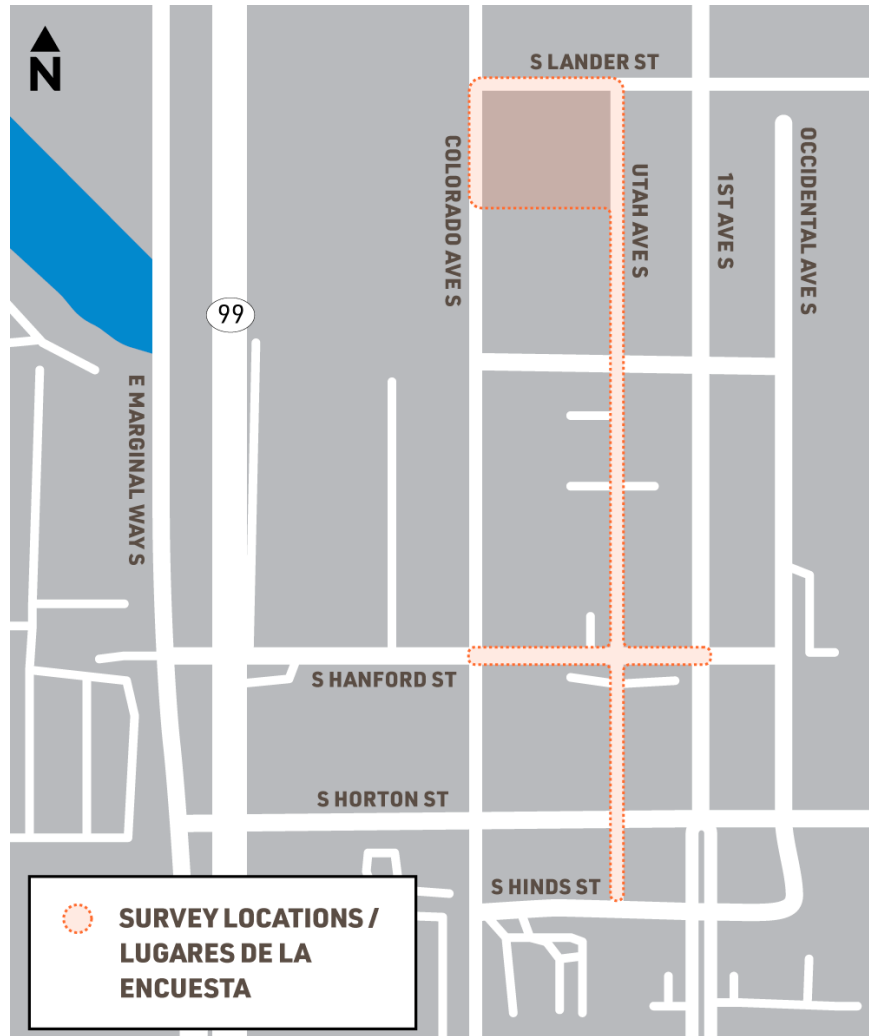 N
S LANDER ST
COLORADO AVE S
UTAH AVE S
1ST AVE S
OCCIDENTAL AVE S
99
E MARGINAL WAY S
S HANFORD ST
S HORTON ST
S HINDS ST
SURVEY LOCATIONS /
LUGARES DE LA
ENCUESTA